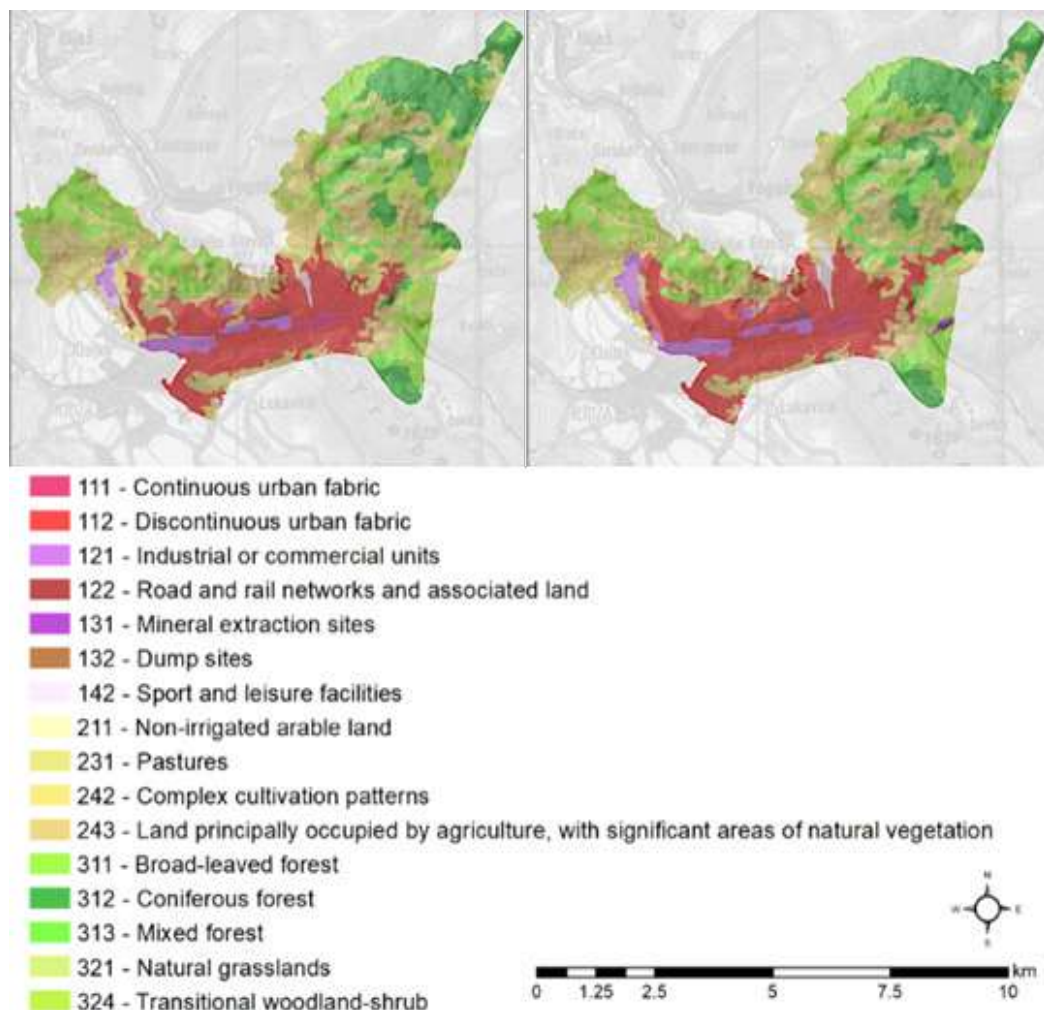 111 - Continuous urban fabric
112 - Discontinuous urban fabric
121 - Industrial or commercial units
122 - Road and rail networks and associated land
131 - Mineral extraction sites
132 - Dump sites
142 - Sport and leisure facilities
211 - Non-irrigated arable land
231 - Pastures
242 - Complex cultivation patterns
243 - Land principally occupied by agriculture, with significant areas of natural vegetation
311 - Broad-leaved forest
312 - Coniferous forest
313 - Mixed forest
321 - Natural grasslands
324 - Transitional woodland-shrub
N
W E
S
km
0 1.25 2.5 5 7.5 10